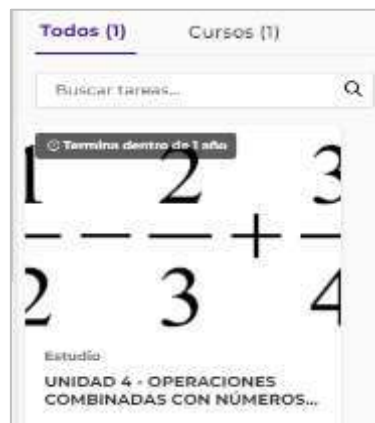 Todos (1) Cursos (1)
Buscar tareas...
Termina dentro de 1 año
1/2 - 2/3 + 3/4
Estudio
UNIDAD 4 - OPERACIONES
COMBINADAS CON NÚMEROS...